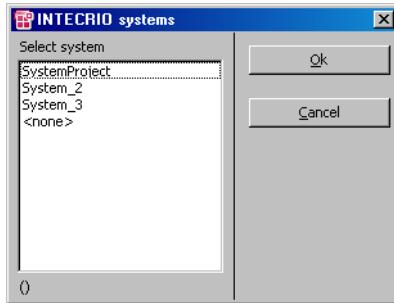 INTECRIO systems
Select system
SystemProject
System_2
System_3
<none>
()
Ok
Cancel